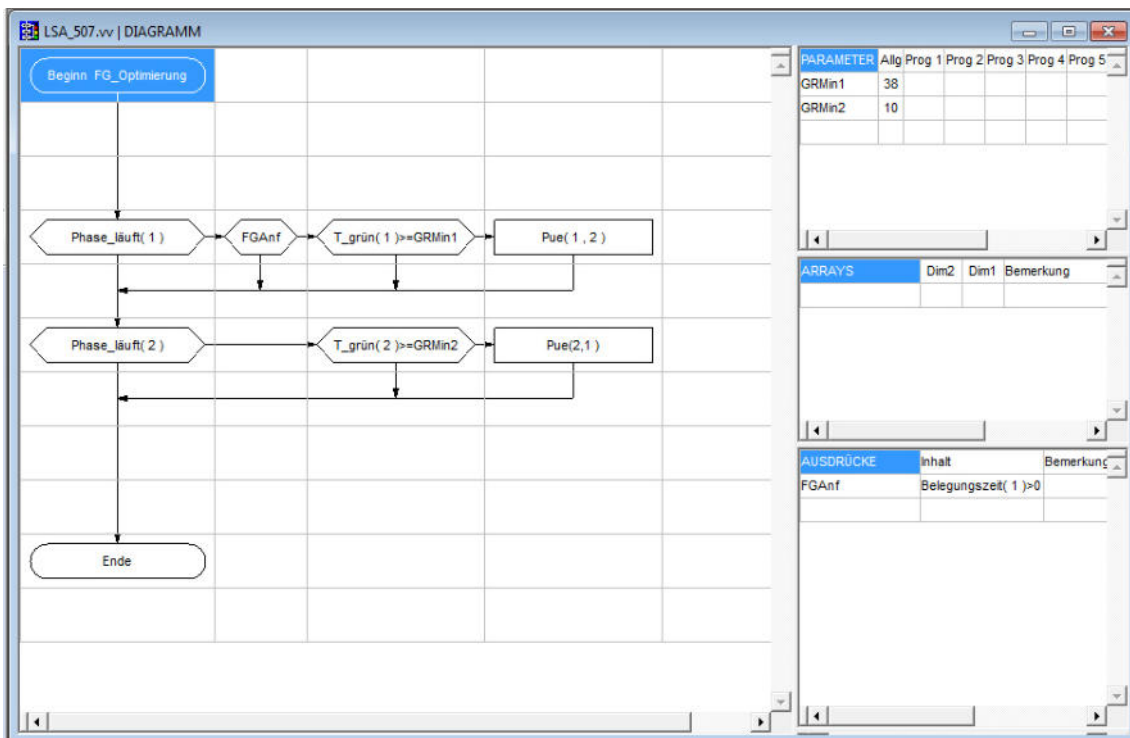 LSA_507.vv | DIAGRAMM
Beginn FG_Optimierung
Phase_läuft( 1 )
FGAnf
T_grün( 1 )>=GRMin1
Pue( 1 , 2 )
Phase_läuft( 2 )
T_grün( 2 )>=GRMin2
Pue(2,1 )
Ende
PARAMETER Allg Prog 1 Prog 2 Prog 3 Prog 4 Prog 5
GRMin1 38
GRMin2 10
ARRAYS Dim2 Dim1 Bemerkung
AUSDRÜCKE Inhalt Bemerkung
FGAnf Belegungszeit( 1 )>0